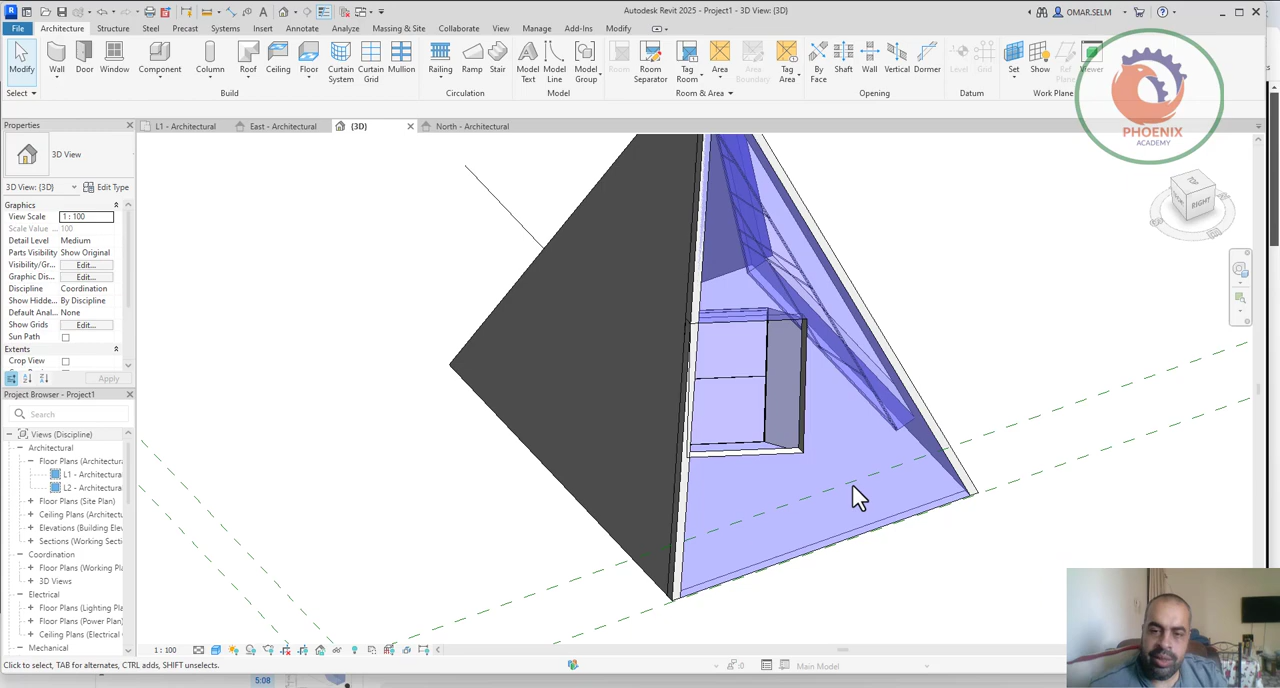 Autodesk Revit 2025 - Project1 - 3D View: {3D}
OMAR.SELM
File Architecture Structure Steel Precast Systems Insert Annotate Analyze Massing & Site Collaborate View Manage Add-Ins Modify
Modify Wall Door Window Component Column Roof Ceiling Floor Curtain System Curtain Grid Mullion Railing Ramp Stair Model Text Model Line Model Group Room Room Separator Tag Room Area Area Boundary Tag Area By Face Shaft Wall Vertical Dormer Level Grid Set Show Ref Plane Viewer
Select Build Circulation Model Room & Area Opening Datum Work Plane
PHOENIX
ACADEMY
Properties
L1 - Architectural East - Architectural {3D} North - Architectural
3D View
3D View: {3D} Edit Type
Graphics
View Scale 1 : 100
Scale Value ... 100
Detail Level Medium
Parts Visibility Show Original
Visibility/Gr... Edit...
Graphic Dis... Edit...
Discipline Coordination
Show Hidde... By Discipline
Default Anal... None
Show Grids Edit...
Sun Path
Extents
Crop View
Apply
Project Browser - Project1
Search
Views (Discipline)
Architectural
Floor Plans (Architectura
L1 - Architectura
L2 - Architectura
Floor Plans (Site Plan)
Ceiling Plans (Architect
Elevations (Building Elev
Sections (Working Secti
Coordination
Floor Plans (Working Pl
3D Views
Electrical
Floor Plans (Lighting Pla
Floor Plans (Power Plan
Ceiling Plans (Electrical
Mechanical
TOP
RIGHT
1 : 100
Click to select, TAB for alternates, CTRL adds, SHIFT unselects.
:0
Main Model
5:08